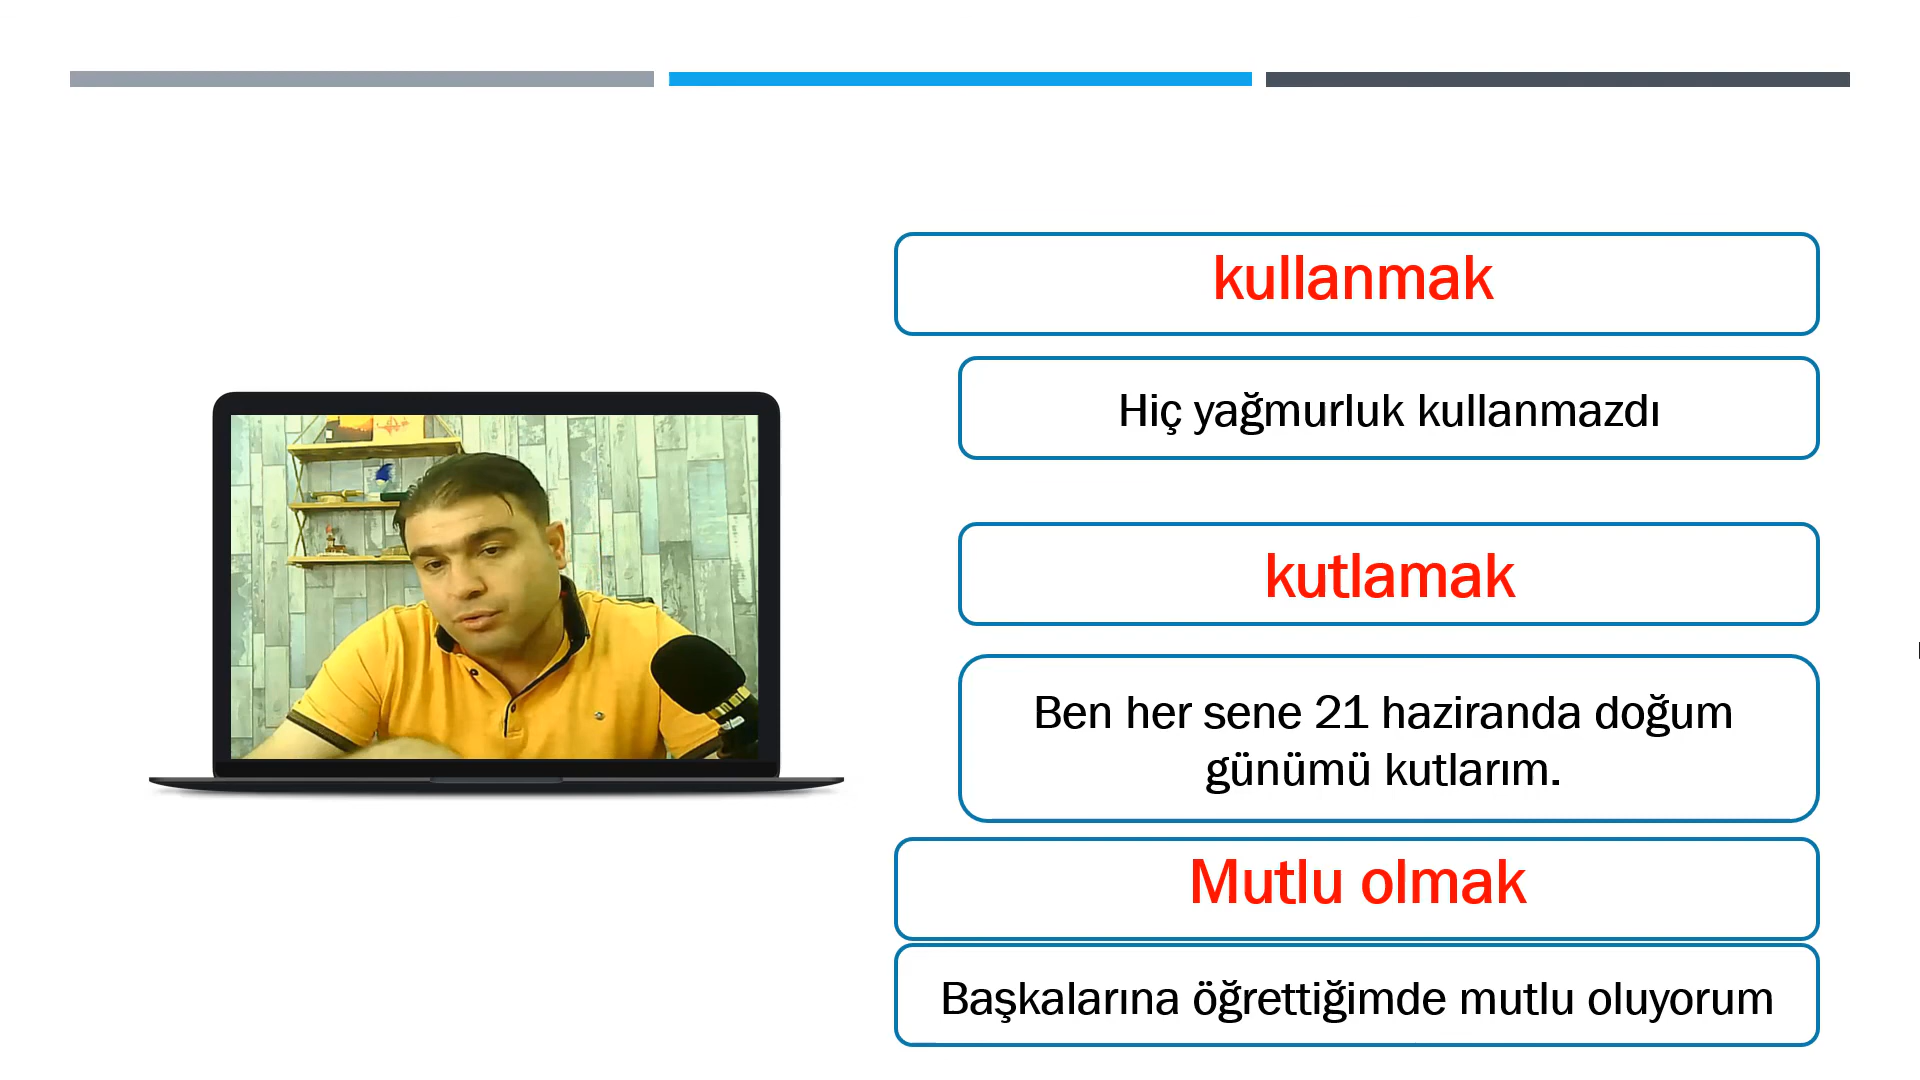 kullanmak
Hiç yağmurluk kullanmazdı
kutlamak
Ben her sene 21 haziranda doğum
günümü kutlarım.
Mutlu olmak
Başkalarına öğrettiğimde mutlu oluyorum